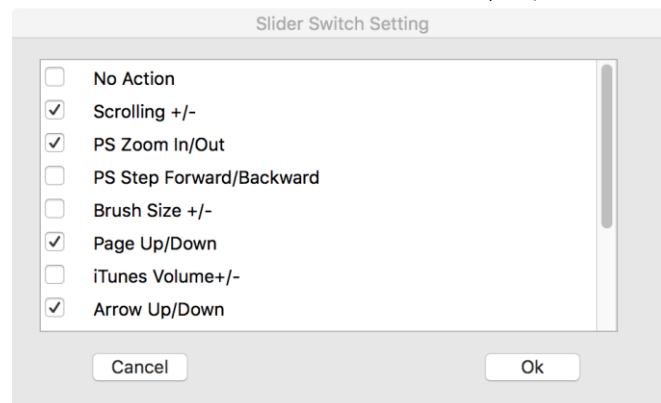 Slider Switch Setting
No Action
Scrolling +/-
PS Zoom In/Out
PS Step Forward/Backward
Brush Size +/-
Page Up/Down
iTunes Volume+/-
Arrow Up/Down
Cancel
Ok